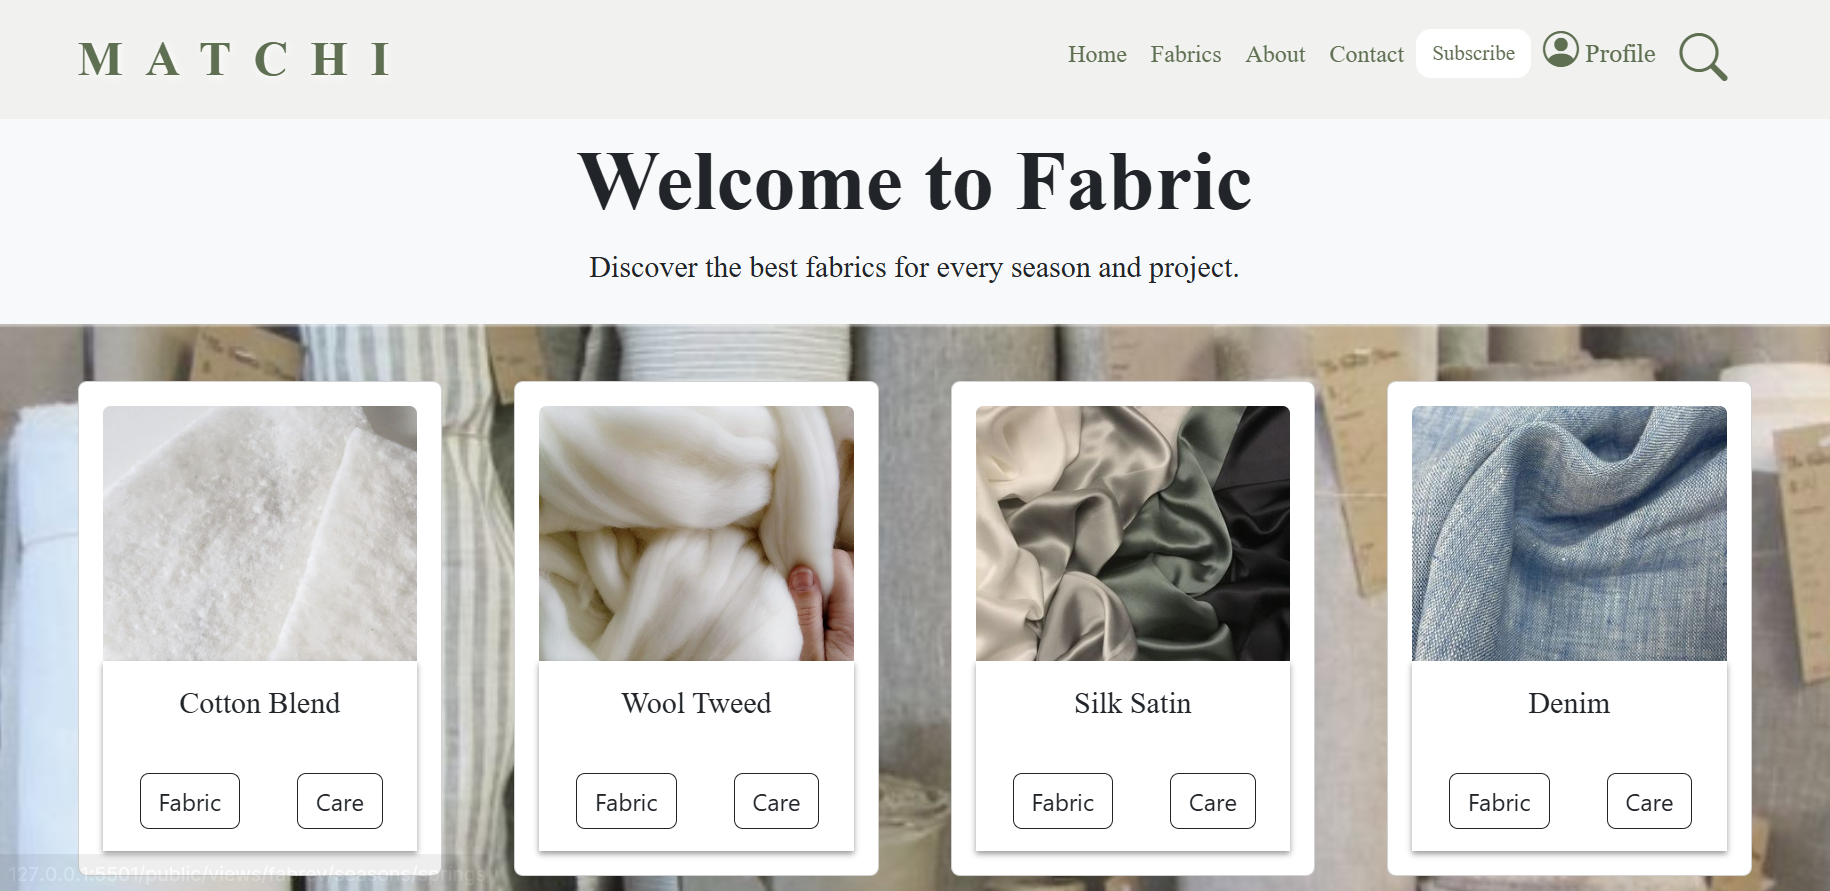 M A T C H I
Home Fabrics About Contact Subscribe Profile
Welcome to Fabric
Discover the best fabrics for every season and project.
Cotton Blend Wool Tweed Silk Satin Denim
Fabric Care Fabric Care Fabric Care Fabric Care
127.0.0.1:5501/public/views/fabrev/seasons/springs